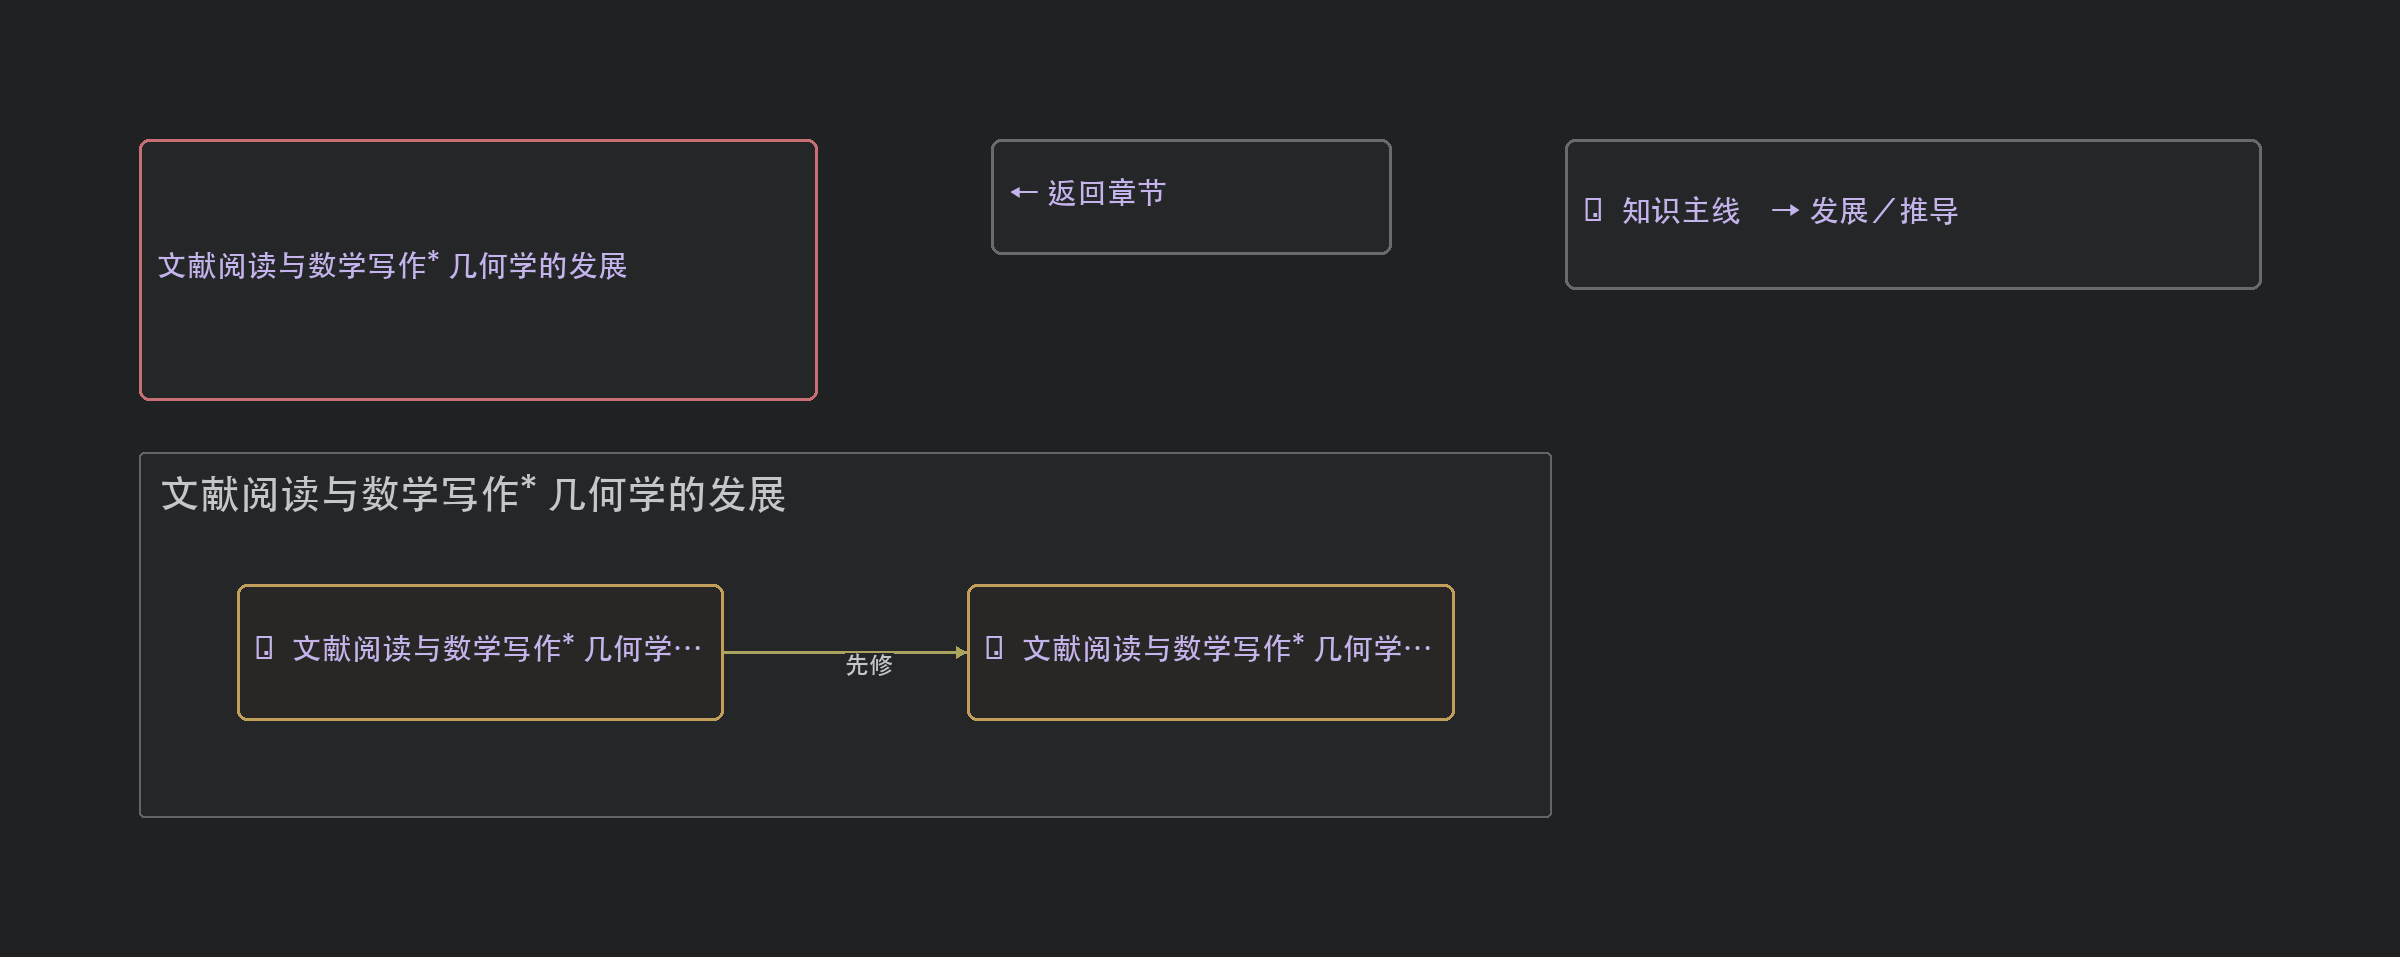 文献阅读与数学写作* 几何学的发展
← 返回章节
知识主线 → 发展／推导
文献阅读与数学写作* 几何学的发展
文献阅读与数学写作* 几何学…
先修
文献阅读与数学写作* 几何学…